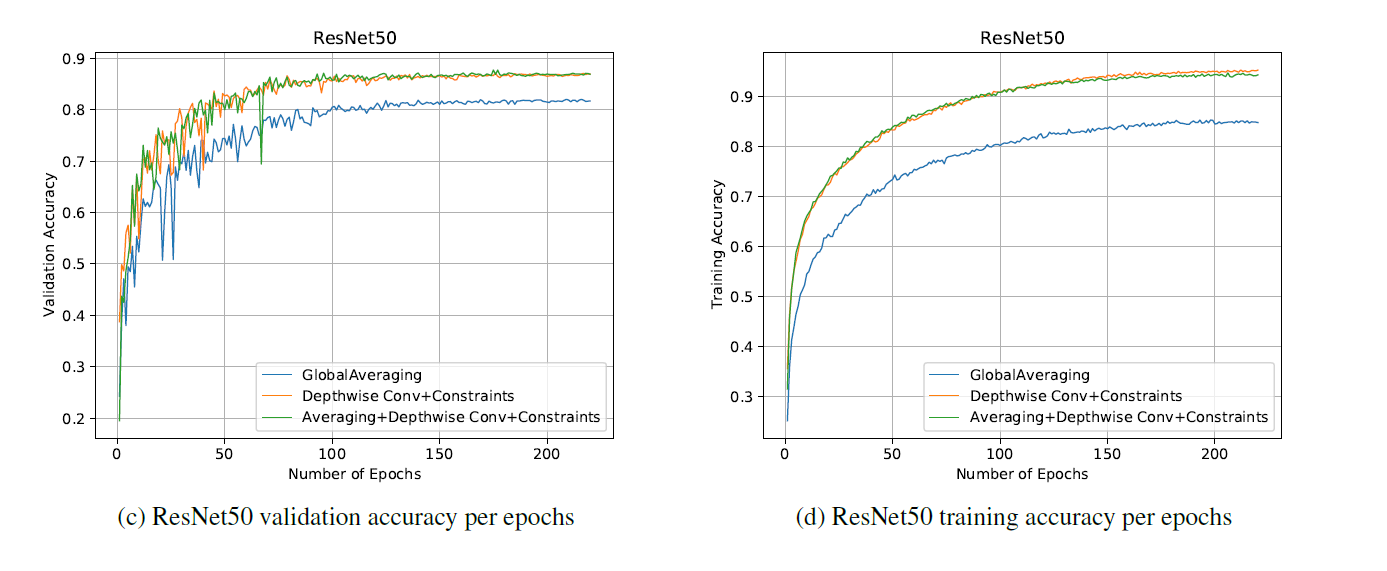 ResNet50
0.9
0.8
0.7
0.6
0.5
0.4
0.3
0.2
Validation Accuracy
GlobalAveraging
Depthwise Conv+Constraints
Averaging+Depthwise Conv+Constraints
0 50 100 150 200
Number of Epochs
(c) ResNet50 validation accuracy per epochs
ResNet50
0.9
0.8
0.7
0.6
0.5
0.4
0.3
Training Accuracy
GlobalAveraging
Depthwise Conv+Constraints
Averaging+Depthwise Conv+Constraints
0 50 100 150 200
Number of Epochs
(d) ResNet50 training accuracy per epochs